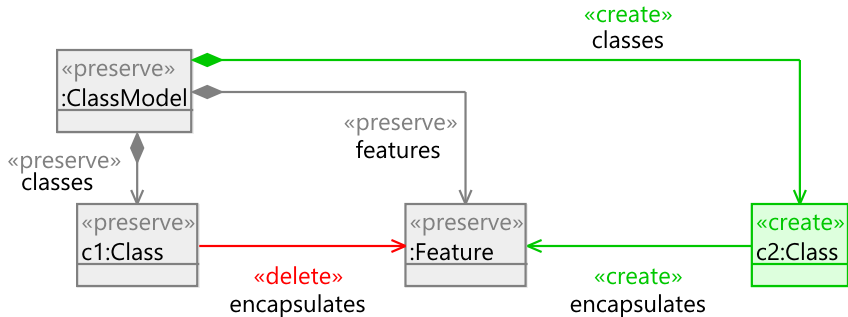 «create»
classes
«preserve»
:ClassModel
«preserve»
features
«preserve»
classes
«preserve»
c1:Class
«preserve»
:Feature
«create»
c2:Class
«delete»
encapsulates
«create»
encapsulates